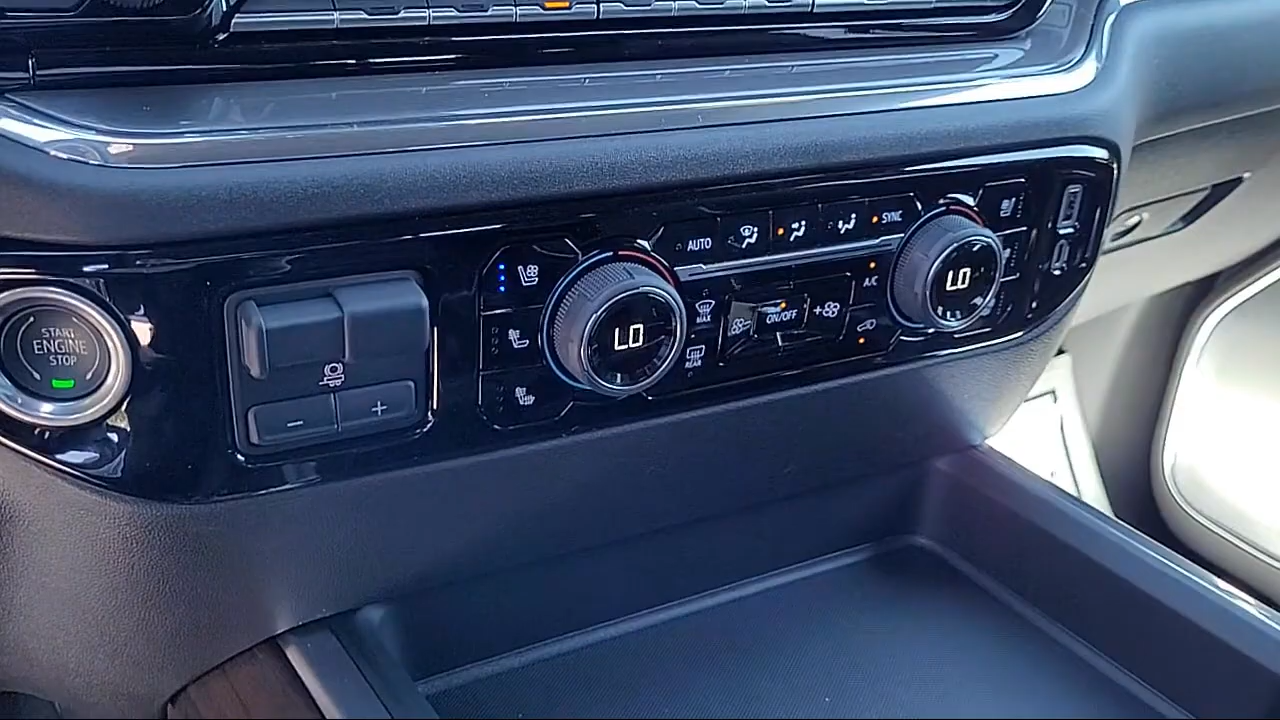 START
ENGINE
STOP
−
+
LO
AUTO
SYNC
MAX
REAR
ON/OFF
+
A/C
LO